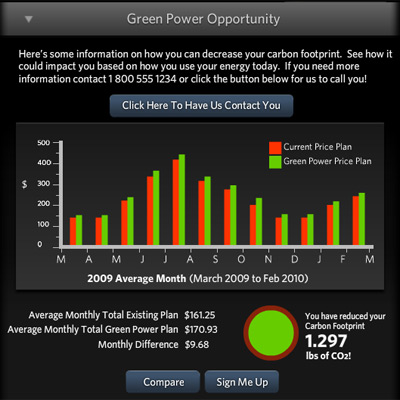 Green Power Opportunity
Here's some information on how you can decrease your carbon footprint. See how it
could impact you based on how you use your energy today. If you need more
information contact 1 800 555 1234 or click the button below for us to call you!
Click Here To Have Us Contact You
500
400
300
200
100
0
$
Current Price Plan
Green Power Price Plan
M A M J J A S O N D J F M
2009 Average Month (March 2009 to Feb 2010)
Average Monthly Total Existing Plan $161.25
Average Monthly Total Green Power Plan $170.93
Monthly Difference $9.68
You have reduced your
Carbon Footprint
1.297
lbs of CO2!
Compare
Sign Me Up